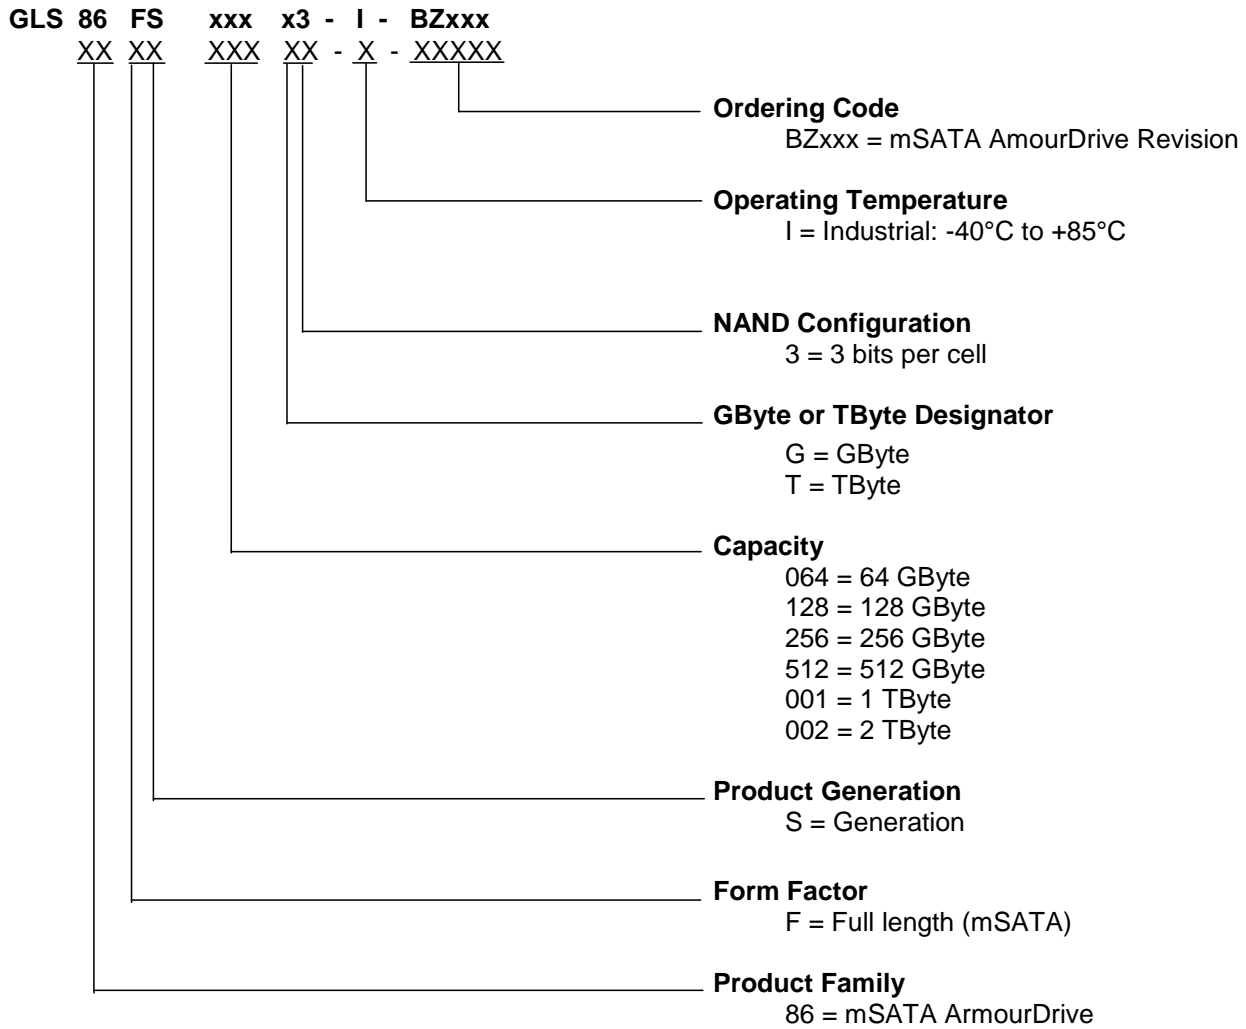 GLS 86 FS xxx x3 - I - BZxxx
XX XX XXX XX - X - XXXXX
Ordering Code
BZxxx = mSATA AmourDrive Revision
Operating Temperature
I = Industrial: -40°C to +85°C
NAND Configuration
3 = 3 bits per cell
GByte or TByte Designator
G = GByte
T = TByte
Capacity
064 = 64 GByte
128 = 128 GByte
256 = 256 GByte
512 = 512 GByte
001 = 1 TByte
002 = 2 TByte
Product Generation
S = Generation
Form Factor
F = Full length (mSATA)
Product Family
86 = mSATA ArmourDrive